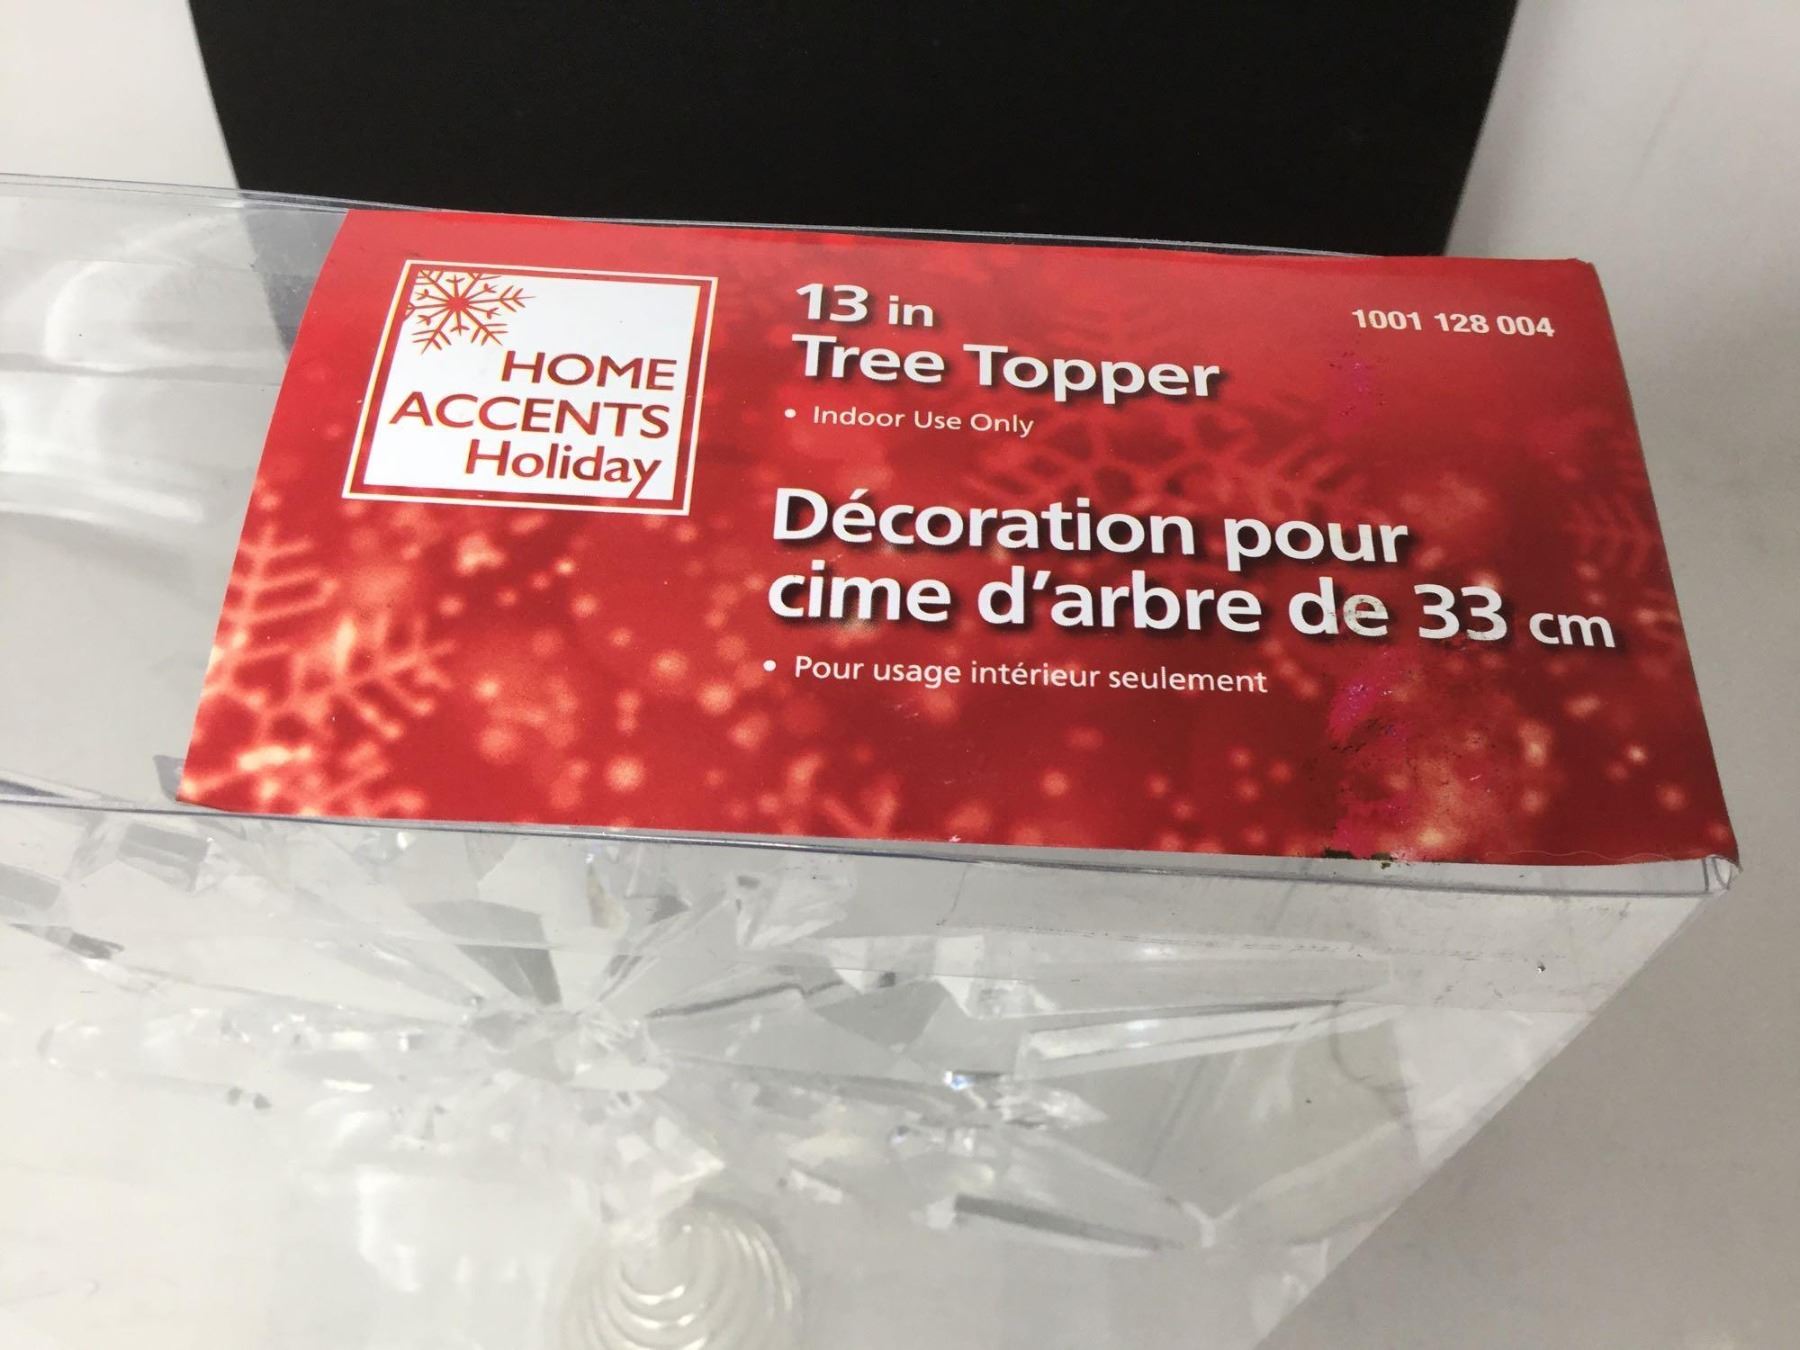 HOME
ACCENTS
Holiday
13 in
Tree Topper
• Indoor Use Only
1001 128 004
Décoration pour
cime d'arbre de 33 cm
• Pour usage intérieur seulement